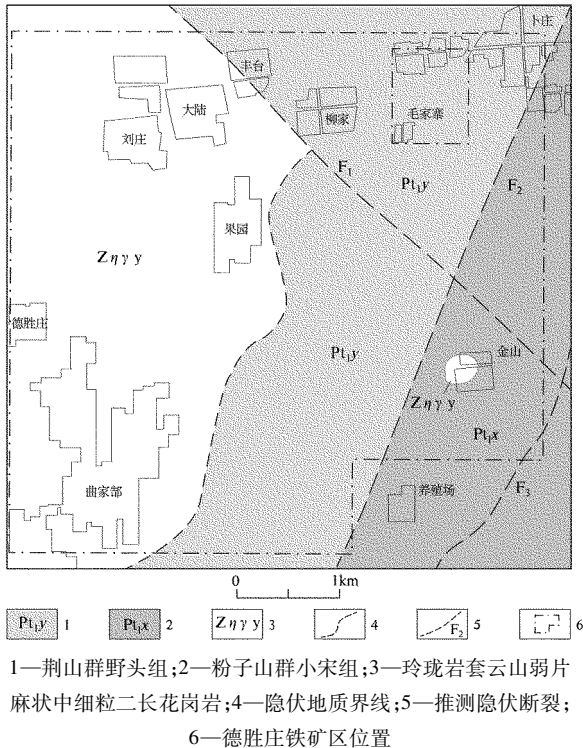 卜庄
丰台
大陆
柳家
毛家寨
刘庄
F₁
Pt₁y
F₂
果园
Zηγy
德胜庄
Pt₁y
金山
Zηγy
Pt₁x
曲家部
养殖场
F₃
0 1km
Pt₁y 1 Pt₁x 2 Zηγy 3 4 F₂ 5 6
1—荆山群野头组;2—粉子山群小宋组;3—玲珑岩套云山弱片
麻状中细粒二长花岗岩;4—隐伏地质界线;5—推测隐伏断裂;
6—德胜庄铁矿区位置